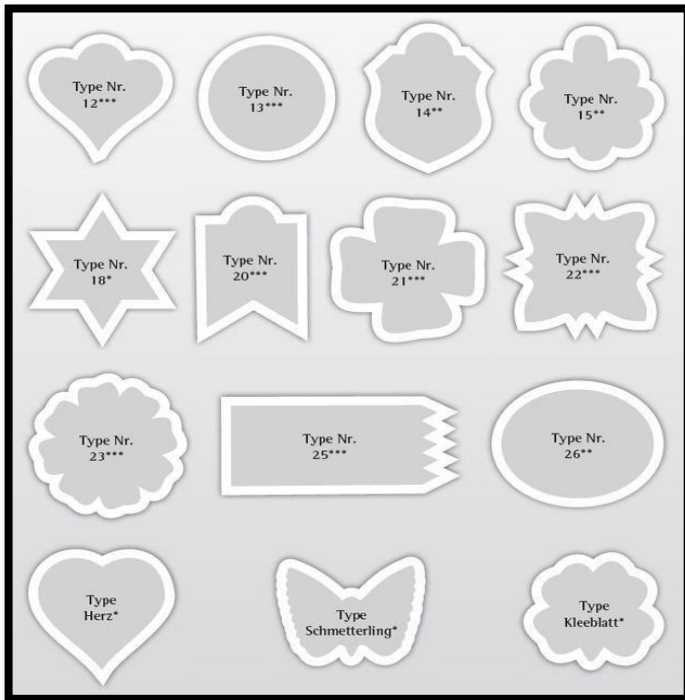 Type Nr.
12***
Type Nr.
13***
Type Nr.
14**
Type Nr.
15**
Type Nr.
18*
Type Nr.
20***
Type Nr.
21***
Type Nr.
22***
Type Nr.
23***
Type Nr.
25***
Type Nr.
26**
Type
Herz*
Type
Schmetterling*
Type
Kleeblatt*